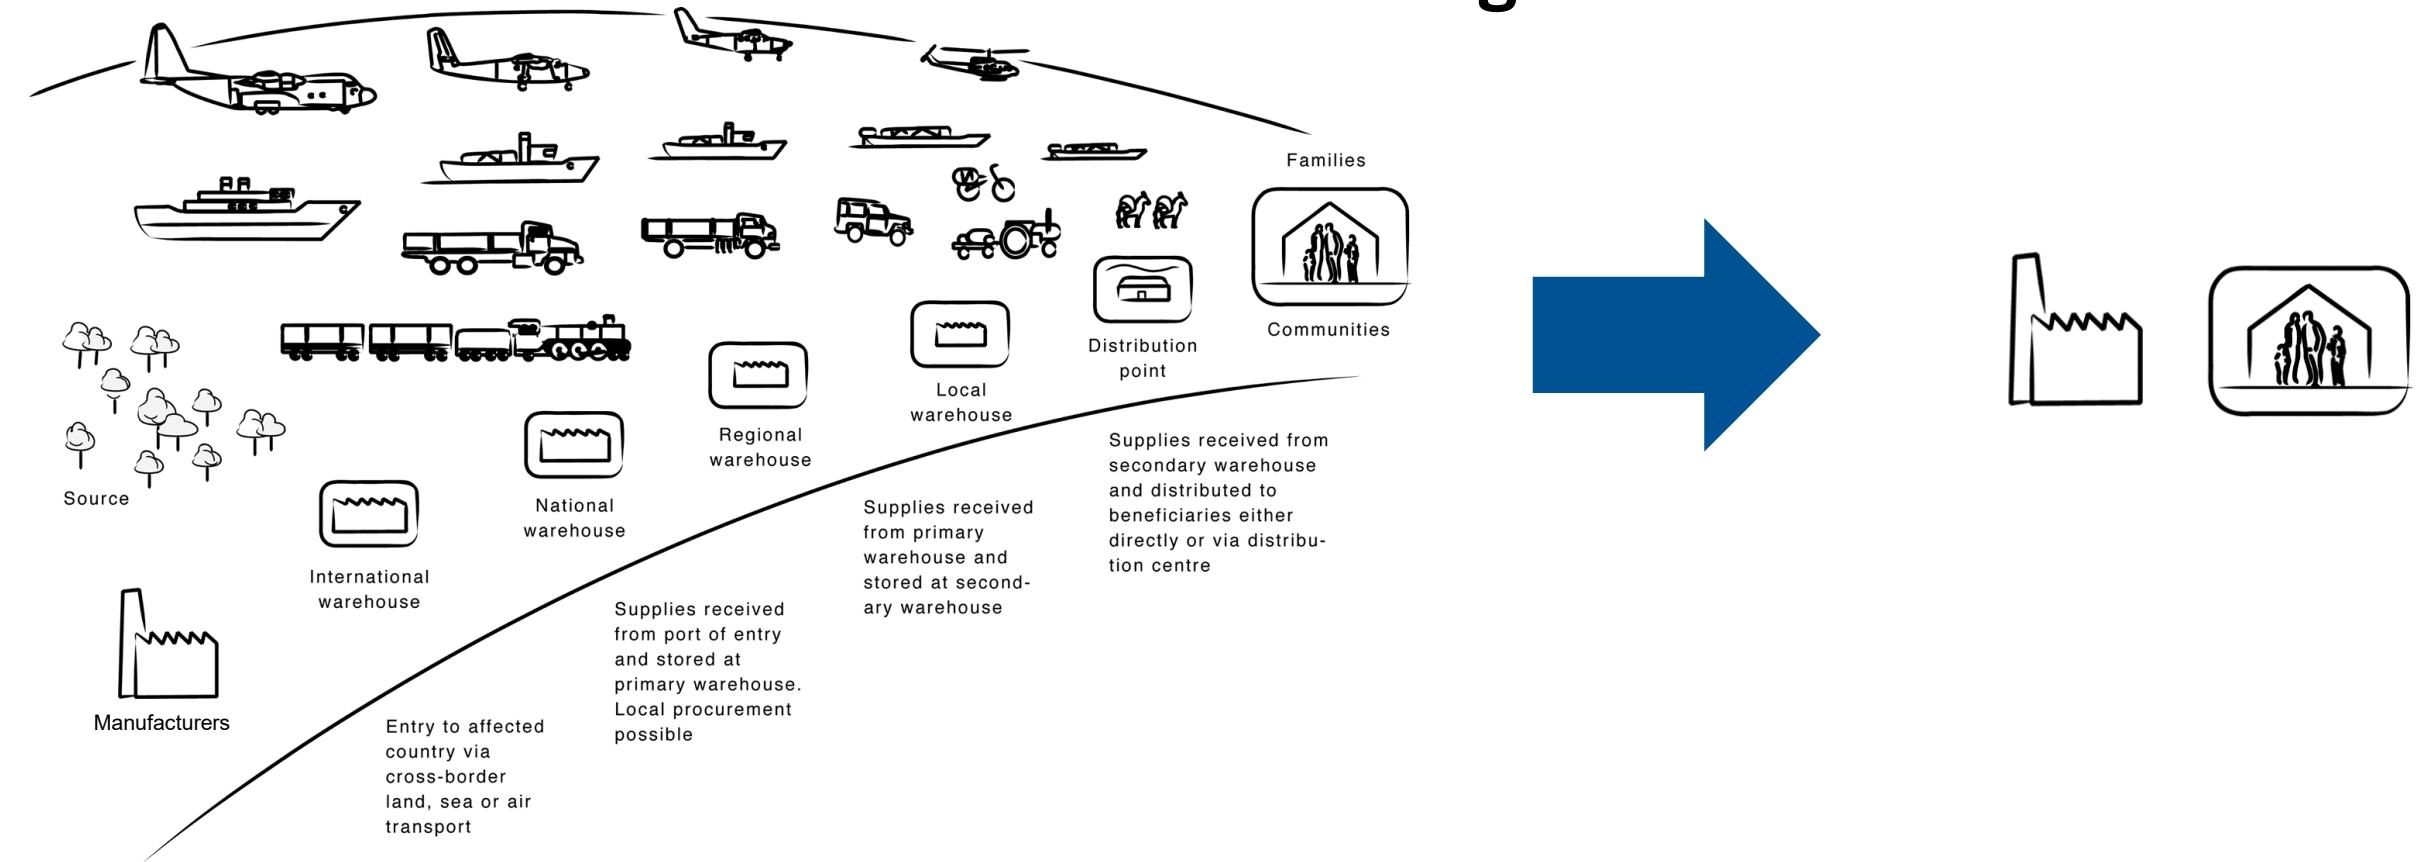 g
Families
Communities
Distribution
point
Local
warehouse
Regional
warehouse
National
warehouse
International
warehouse
Source
Manufacturers
Entry to affected
country via
cross-border
land, sea or air
transport
Supplies received
from port of entry
and stored at
primary warehouse.
Local procurement
possible
Supplies received
from primary
warehouse and
stored at second-
ary warehouse
Supplies received from
secondary warehouse
and distributed to
beneficiaries either
directly or via distribu-
tion centre